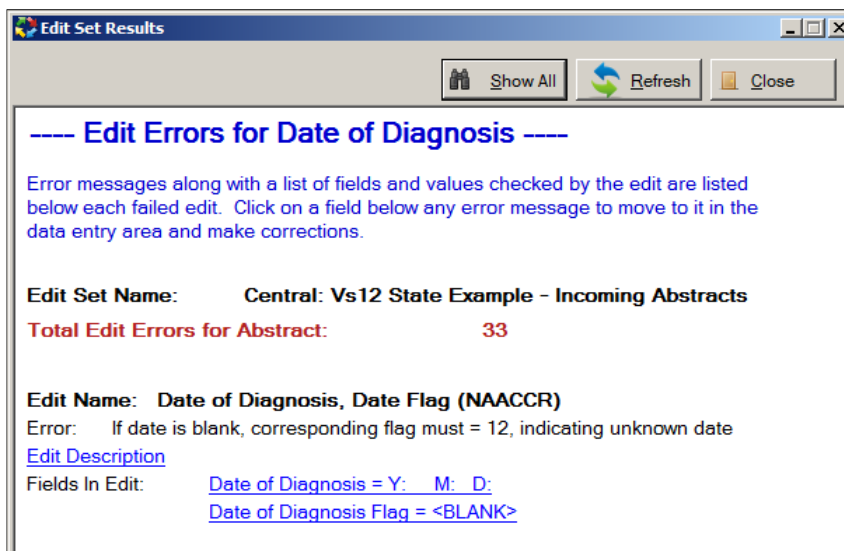 Edit Set Results
Show All Refresh Close
---- Edit Errors for Date of Diagnosis ----
Error messages along with a list of fields and values checked by the edit are listed
below each failed edit. Click on a field below any error message to move to it in the
data entry area and make corrections.
Edit Set Name: Central: Vs12 State Example - Incoming Abstracts
Total Edit Errors for Abstract: 33
Edit Name: Date of Diagnosis, Date Flag (NAACCR)
Error: If date is blank, corresponding flag must = 12, indicating unknown date
Edit Description
Fields In Edit: Date of Diagnosis = Y: M: D:
Date of Diagnosis Flag = <BLANK>